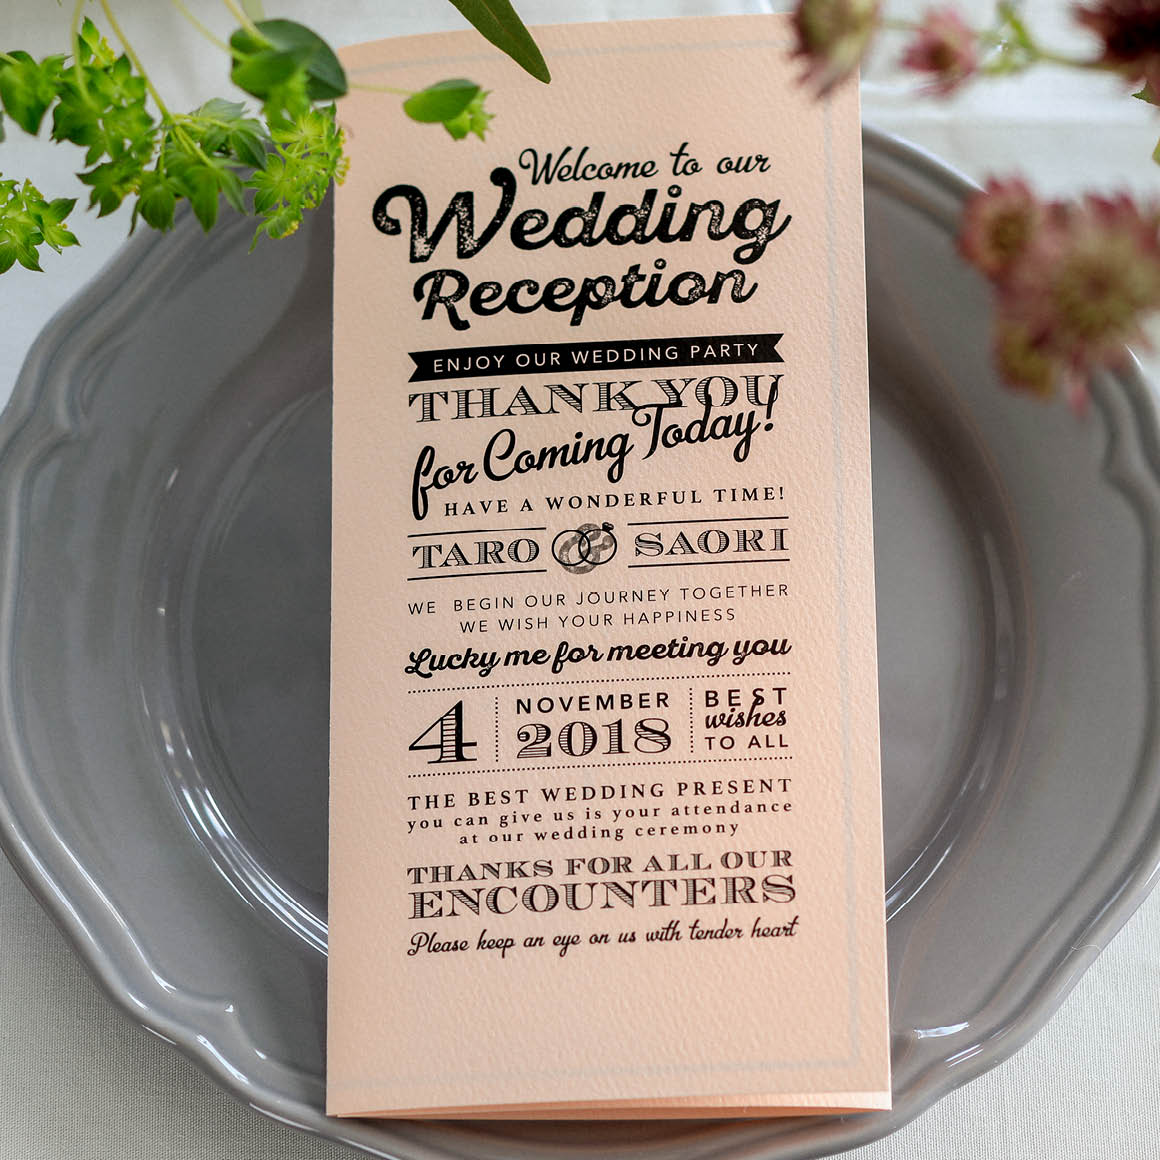 Welcome to our
Wedding
Reception
ENJOY OUR WEDDING PARTY
THANK YOU
for Coming Today!
HAVE A WONDERFUL TIME!
TARO & SAORI
WE BEGIN OUR JOURNEY TOGETHER
WE WISH YOUR HAPPINESS
Lucky me for meeting you
4 NOVEMBER 2018
BEST
wishes
TO ALL
THE BEST WEDDING PRESENT
you can give us is your attendance
at our wedding ceremony
THANKS FOR ALL OUR
ENCOUNTERS
Please keep an eye on us with tender heart